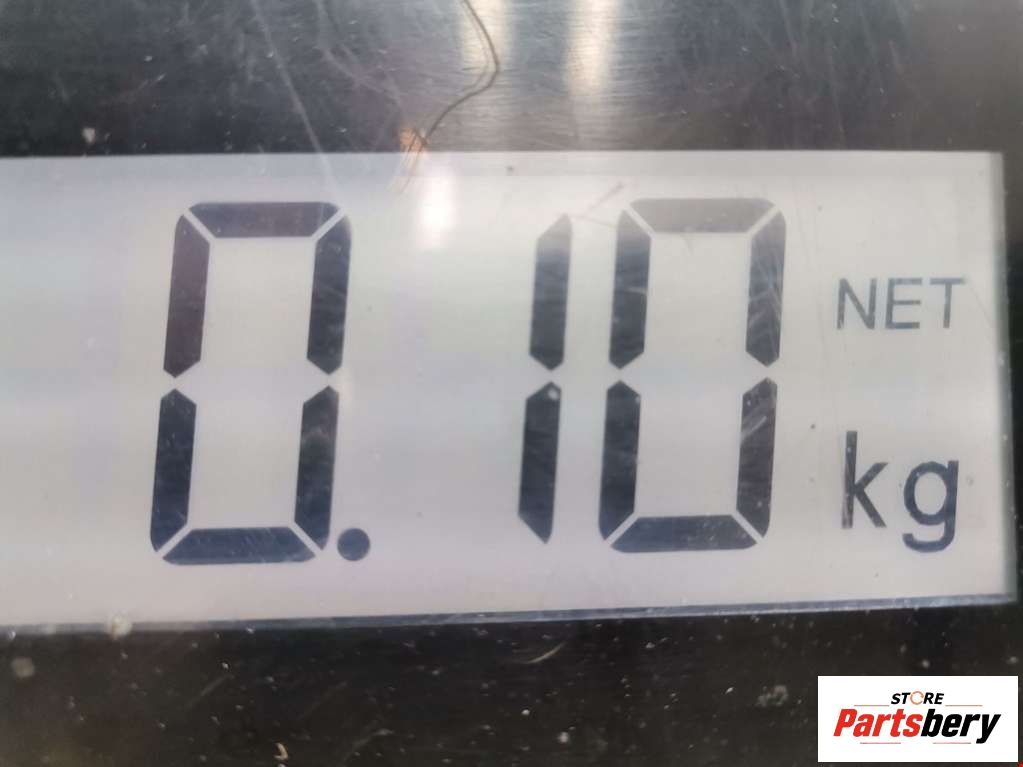 0.10 NET
kg
STORE
Partsbery